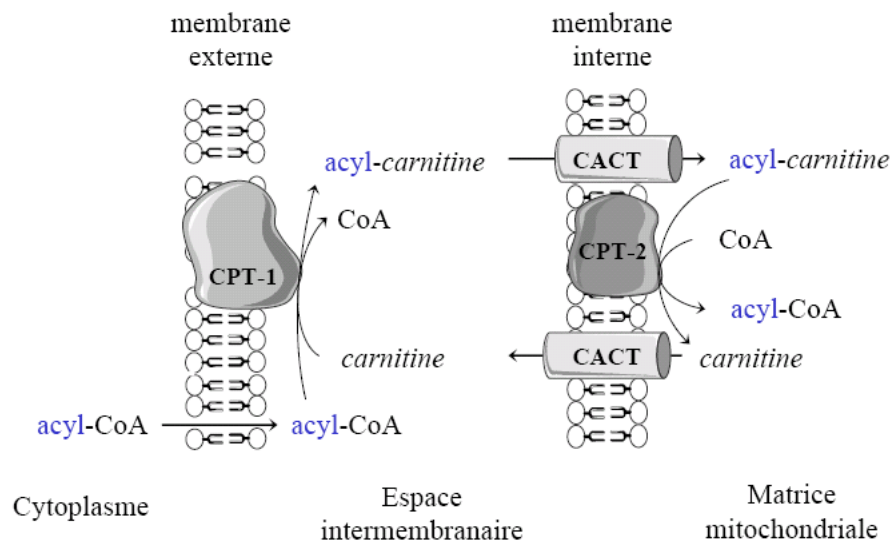 membrane
externe
membrane
interne
acyl-carnitine
CACT
acyl-carnitine
CoA
CPT-1
CPT-2
CoA
acyl-CoA
carnitine
CACT
carnitine
acyl-CoA
acyl-CoA
Cytoplasme
Espace
intermembranaire
Matrice
mitochondriale